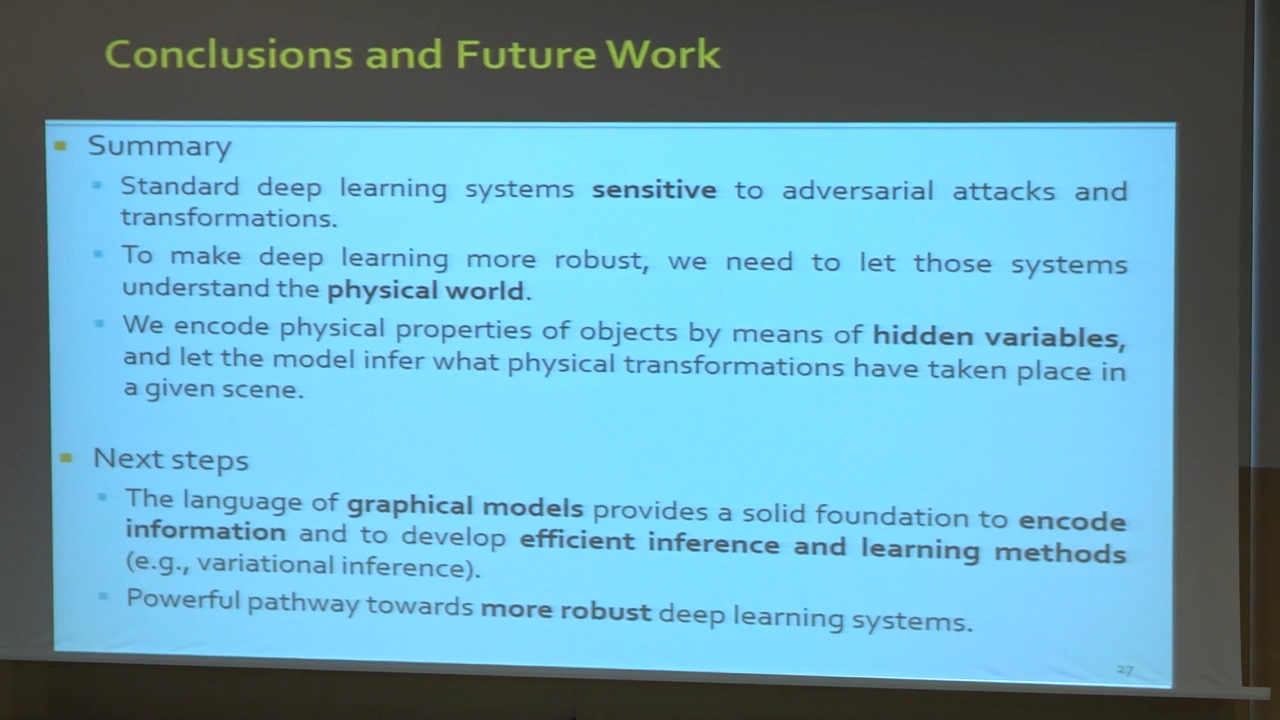 Conclusions and Future Work
Summary
Standard deep learning systems sensitive to adversarial attacks and
transformations.
To make deep learning more robust, we need to let those systems
understand the physical world.
We encode physical properties of objects by means of hidden variables,
and let the model infer what physical transformations have taken place in
a given scene.
Next steps
The language of graphical models provides a solid foundation to encode
information and to develop efficient inference and learning methods
(e.g., variational inference).
Powerful pathway towards more robust deep learning systems.
27